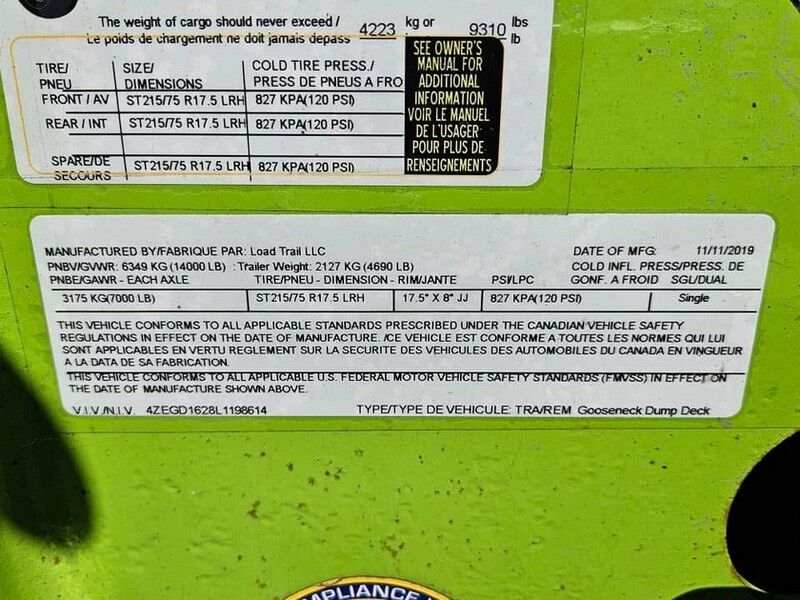 The weight of cargo should never exceed / 4223 kg or 9310 lbs
Le poids de chargement ne doit jamais depass lb
TIRE/ SIZE/ COLD TIRE PRESS./
PNEU DIMENSIONS PRESS DE PNEUS A FRO
FRONT / AV ST215/75 R17.5 LRH 827 KPA(120 PSI)
REAR / INT ST215/75 R17.5 LRH 827 KPA(120 PSI)
SPARE/DE SECOURS ST215/75 R17.5 LRH 827 KPA(120 PSI)
SEE OWNER'S
MANUAL FOR
ADDITIONAL
INFORMATION
VOIR LE MANUEL
DE L'USAGER
POUR PLUS DE
RENSEIGNEMENTS
MANUFACTURED BY/FABRIQUE PAR: Load Trail LLC DATE OF MFG: 11/11/2019
PNBV/GVWR: 6349 KG (14000 LB) : Trailer Weight: 2127 KG (4690 LB) COLD INFL. PRESS/PRESS. DE
PNBE/GAWR - EACH AXLE TIRE/PNEU - DIMENSION - RIM/JANTE PSI/LPC GONF. A FROID SGL/DUAL
3175 KG(7000 LB) ST215/75 R17.5 LRH 17.5" X 8" JJ 827 KPA(120 PSI) Single
THIS VEHICLE CONFORMS TO ALL APPLICABLE STANDARDS PRESCRIBED UNDER THE CANADIAN VEHICLE SAFETY
REGULATIONS IN EFFECT ON THE DATE OF MANUFACTURE. /CE VEHICLE EST CONFORME A TOUTES LES NORMES QUI LUI
SONT APPLICABLES EN VERTU REGLEMENT SUR LA SECURITE DES VEHICULES DES AUTOMOBILES DU CANADA EN VINGUEUR
A LA DATA DE SA FABRICATION.
THIS VEHICLE CONFORMS TO ALL APPLICABLE U.S. FEDERAL MOTOR VEHICLE SAFETY STANDARDS (FMVSS) IN EFFECT ON
THE DATE OF MANUFACTURE SHOWN ABOVE.
V.I.V./N.I.V. 4ZEGD1628L1198614 TYPE/TYPE DE VEHICULE: TRA/REM Gooseneck Dump Deck
MPLIANCE